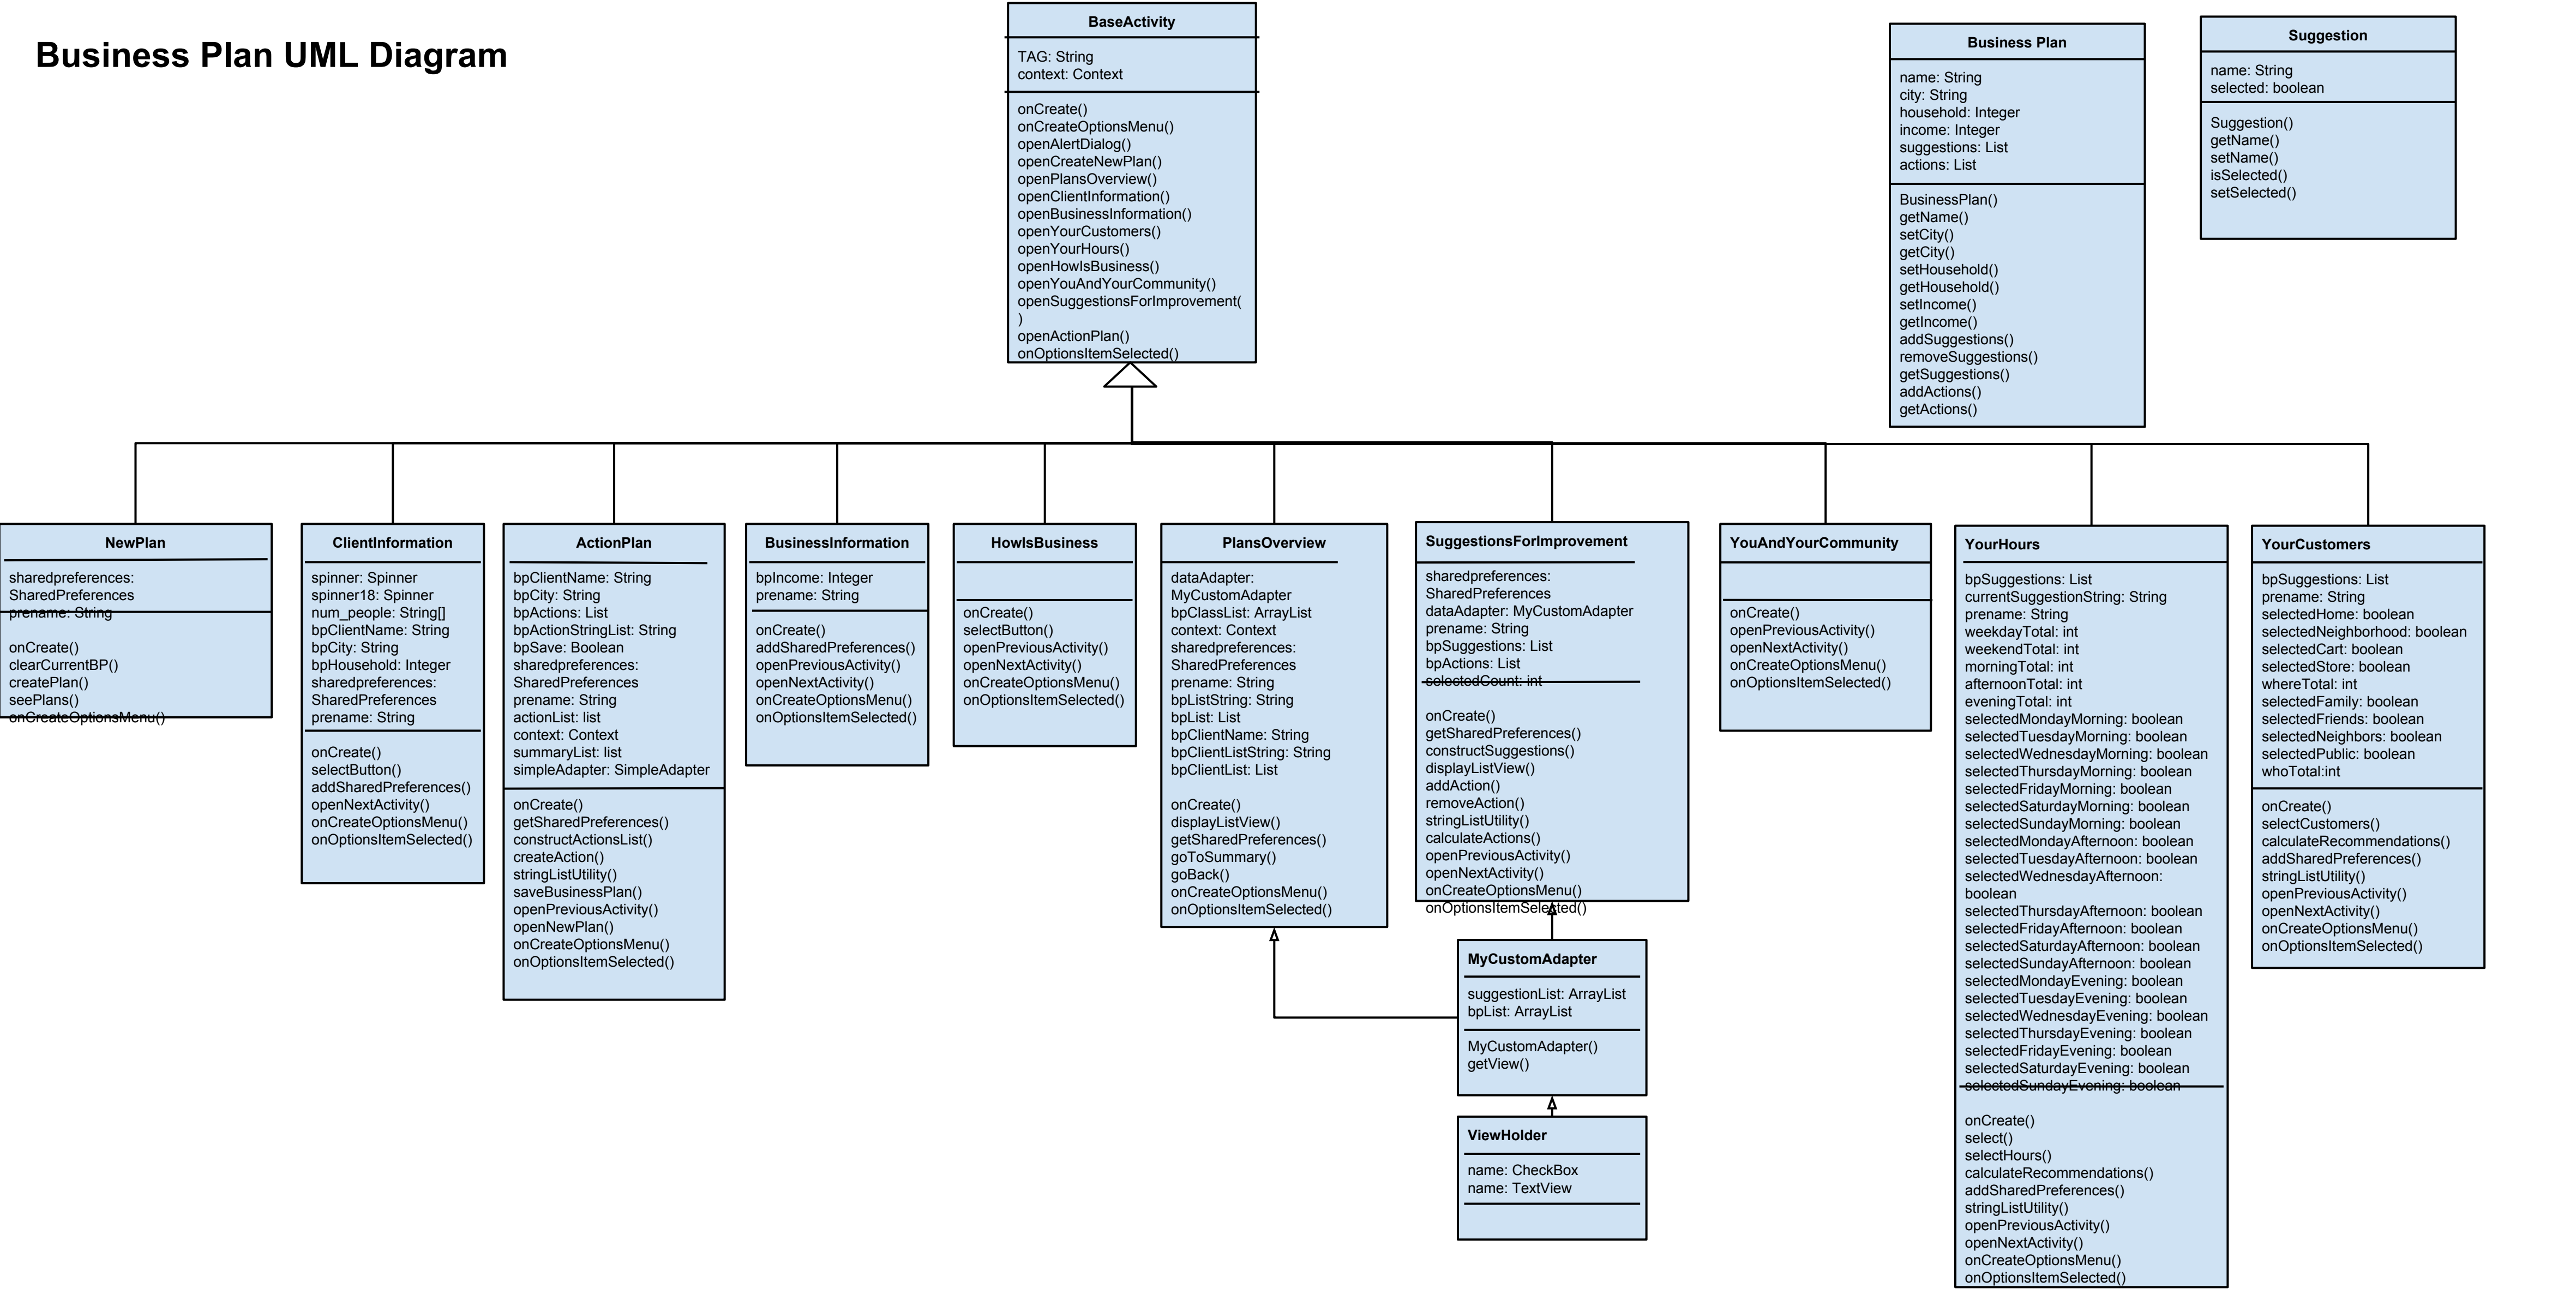 Business Plan UML Diagram
BaseActivity
TAG: String
context: Context
onCreate()
onCreateOptionsMenu()
openAlertDialog()
openCreateNewPlan()
openPlansOverview()
openClientInformation()
openBusinessInformation()
openYourCustomers()
openYourHours()
openHowIsBusiness()
openYouAndYourCommunity()
openSuggestionsForImprovement(
)
openActionPlan()
onOptionsItemSelected()
Business Plan
name: String
city: String
household: Integer
income: Integer
suggestions: List
actions: List
BusinessPlan()
getName()
setCity()
getCity()
setHousehold()
getHousehold()
setIncome()
getIncome()
addSuggestions()
removeSuggestions()
getSuggestions()
addActions()
getActions()
Suggestion
name: String
selected: boolean
Suggestion()
getName()
setName()
isSelected()
setSelected()
NewPlan
sharedpreferences:
SharedPreferences
prename: String
onCreate()
clearCurrentBP()
createPlan()
seePlans()
onCreateOptionsMenu()
ClientInformation
spinner: Spinner
spinner18: Spinner
num_people: String[]
bpClientName: String
bpCity: String
bpHousehold: Integer
sharedpreferences:
SharedPreferences
prename: String
onCreate()
selectButton()
addSharedPreferences()
openNextActivity()
onCreateOptionsMenu()
onOptionsItemSelected()
ActionPlan
bpClientName: String
bpCity: String
bpActions: List
bpActionStringList: String
bpSave: Boolean
sharedpreferences:
SharedPreferences
prename: String
actionList: list
context: Context
summaryList: list
simpleAdapter: SimpleAdapter
onCreate()
getSharedPreferences()
constructActionsList()
createAction()
stringListUtility()
saveBusinessPlan()
openPreviousActivity()
openNewPlan()
onCreateOptionsMenu()
onOptionsItemSelected()
BusinessInformation
bpIncome: Integer
prename: String
onCreate()
addSharedPreferences()
openPreviousActivity()
openNextActivity()
onCreateOptionsMenu()
onOptionsItemSelected()
HowIsBusiness
onCreate()
selectButton()
openPreviousActivity()
openNextActivity()
onCreateOptionsMenu()
onOptionsItemSelected()
PlansOverview
dataAdapter:
MyCustomAdapter
bpClassList: ArrayList
context: Context
sharedpreferences:
SharedPreferences
prename: String
bpListString: String
bpList: List
bpClientName: String
bpClientListString: String
bpClientList: List
onCreate()
displayListView()
getSharedPreferences()
goToSummary()
goBack()
onCreateOptionsMenu()
onOptionsItemSelected()
SuggestionsForImprovement
sharedpreferences:
SharedPreferences
dataAdapter: MyCustomAdapter
prename: String
bpSuggestions: List
bpActions: List
selectedCount: int
onCreate()
getSharedPreferences()
constructSuggestions()
displayListView()
addAction()
removeAction()
stringListUtility()
calculateActions()
openPreviousActivity()
openNextActivity()
onCreateOptionsMenu()
onOptionsItemSelected()
MyCustomAdapter
suggestionList: ArrayList
bpList: ArrayList
MyCustomAdapter()
getView()
ViewHolder
name: CheckBox
name: TextView
YouAndYourCommunity
onCreate()
openPreviousActivity()
openNextActivity()
onCreateOptionsMenu()
onOptionsItemSelected()
YourHours
bpSuggestions: List
currentSuggestionString: String
prename: String
weekdayTotal: int
weekendTotal: int
morningTotal: int
afternoonTotal: int
eveningTotal: int
selectedMondayMorning: boolean
selectedTuesdayMorning: boolean
selectedWednesdayMorning: boolean
selectedThursdayMorning: boolean
selectedFridayMorning: boolean
selectedSaturdayMorning: boolean
selectedSundayMorning: boolean
selectedMondayAfternoon: boolean
selectedTuesdayAfternoon: boolean
selectedWednesdayAfternoon:
boolean
selectedThursdayAfternoon: boolean
selectedFridayAfternoon: boolean
selectedSaturdayAfternoon: boolean
selectedSundayAfternoon: boolean
selectedMondayEvening: boolean
selectedTuesdayEvening: boolean
selectedWednesdayEvening: boolean
selectedThursdayEvening: boolean
selectedFridayEvening: boolean
selectedSaturdayEvening: boolean
selectedSundayEvening: boolean
onCreate()
select()
selectHours()
calculateRecommendations()
addSharedPreferences()
stringListUtility()
openPreviousActivity()
openNextActivity()
onCreateOptionsMenu()
onOptionsItemSelected()
YourCustomers
bpSuggestions: List
prename: String
selectedHome: boolean
selectedNeighborhood: boolean
selectedCart: boolean
selectedStore: boolean
whereTotal: int
selectedFamily: boolean
selectedFriends: boolean
selectedNeighbors: boolean
selectedPublic: boolean
whoTotal:int
onCreate()
selectCustomers()
calculateRecommendations()
addSharedPreferences()
stringListUtility()
openPreviousActivity()
openNextActivity()
onCreateOptionsMenu()
onOptionsItemSelected()